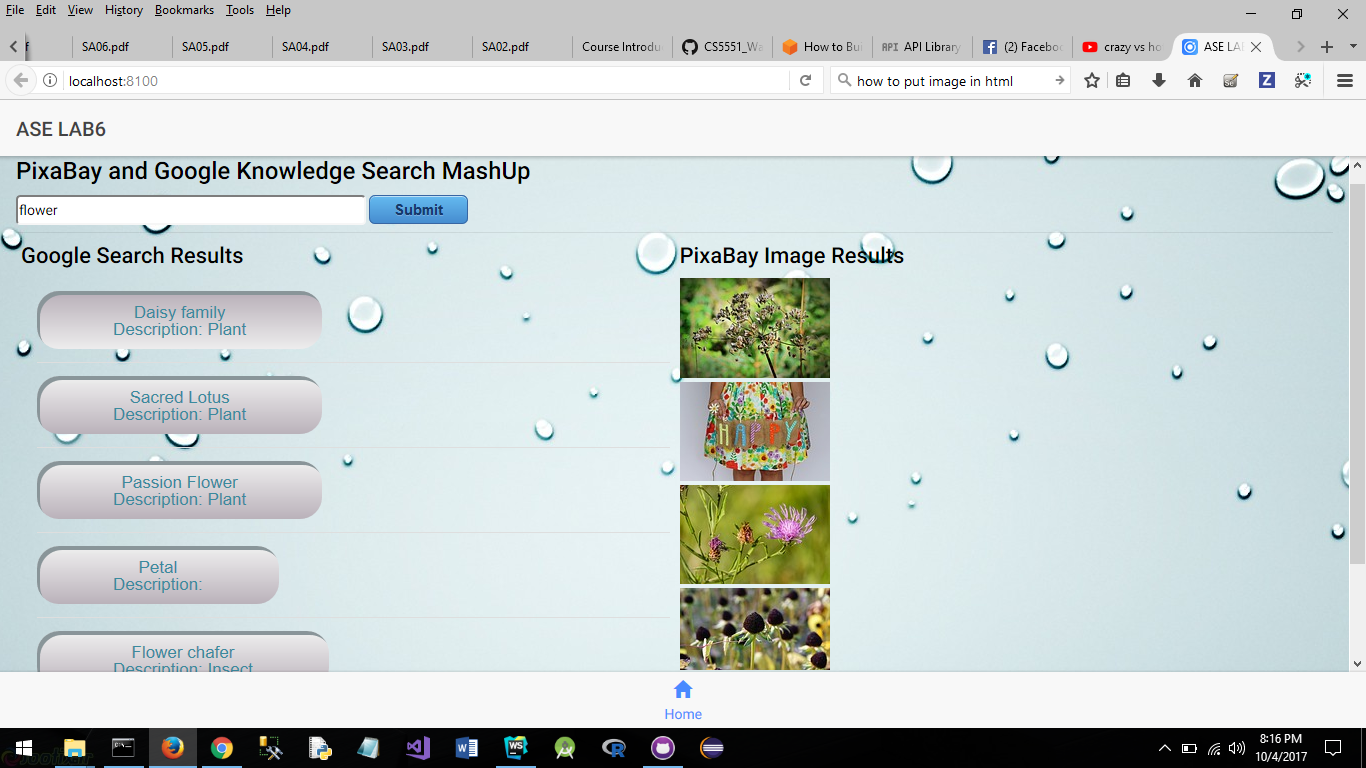 File Edit View History Bookmarks Tools Help
SA06.pdf SA05.pdf SA04.pdf SA03.pdf SA02.pdf Course Introdu CS5551_Wa How to Bui API API Library (2) Faceboo crazy vs ho ASE LAB
localhost:8100 how to put image in html
ASE LAB6
PixaBay and Google Knowledge Search MashUp
flower Submit
Google Search Results
Daisy family
Description: Plant
Sacred Lotus
Description: Plant
Passion Flower
Description: Plant
Petal
Description:
Flower chafer
Description: Insect
PixaBay Image Results
HAPPY
Home
8:16 PM
10/4/2017